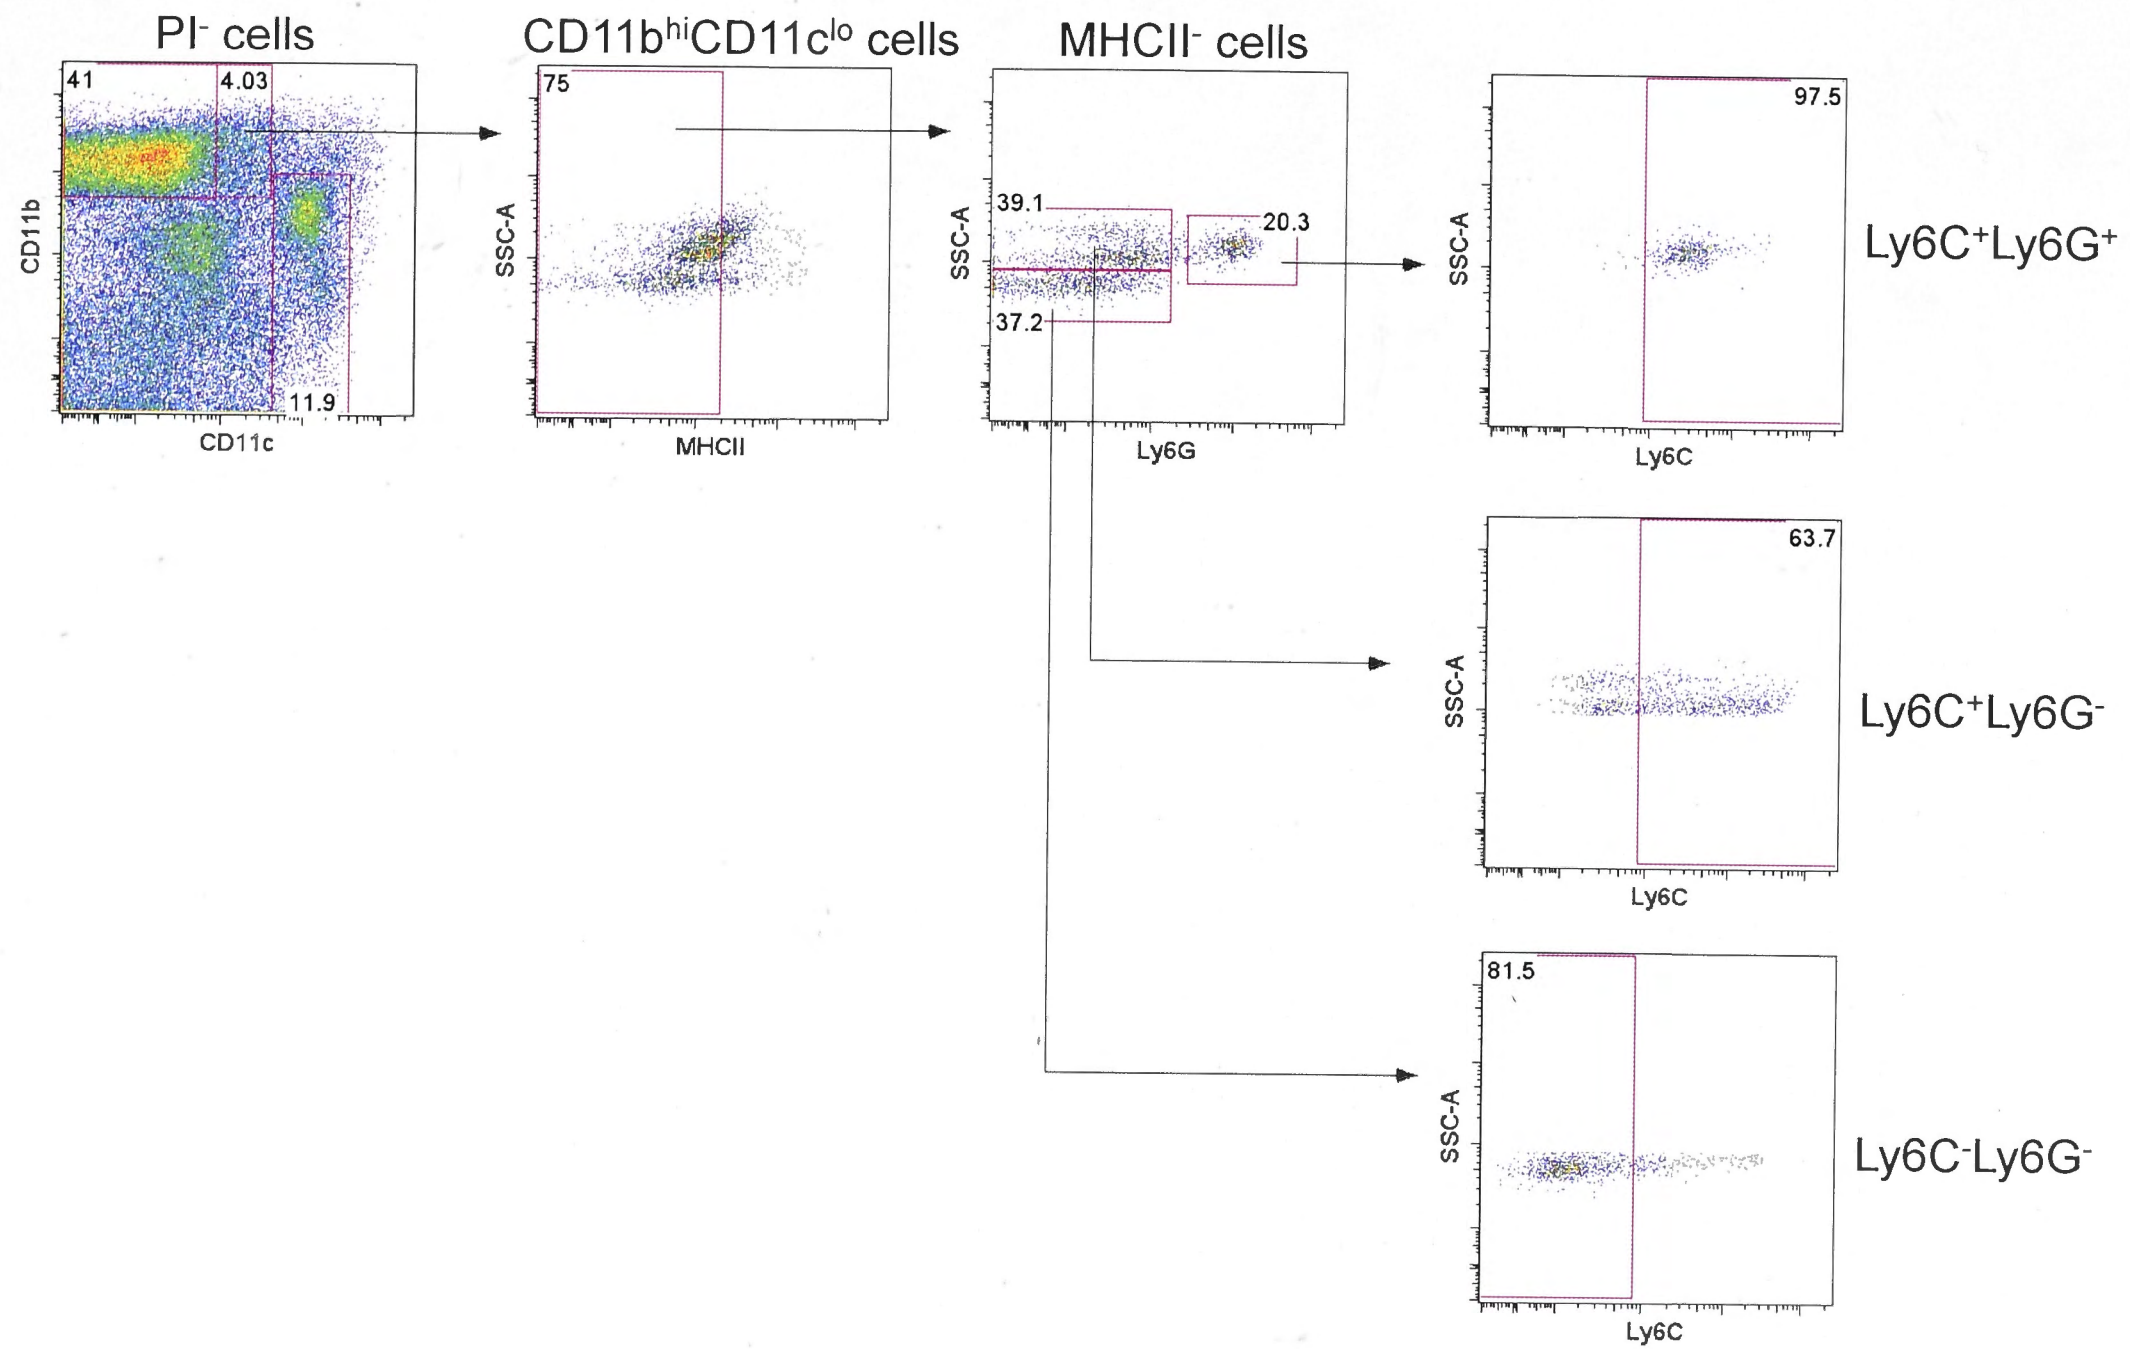 PI⁻ cells
CD11bʰⁱCD11cˡᵒ cells
MHCII⁻ cells
41
4.03
11.9
CD11b
CD11c
75
SSC-A
MHCII
39.1
20.3
37.2
SSC-A
Ly6G
97.5
SSC-A
Ly6C
Ly6C⁺Ly6G⁺
63.7
SSC-A
Ly6C
Ly6C⁺Ly6G⁻
81.5
SSC-A
Ly6C
Ly6C⁻Ly6G⁻